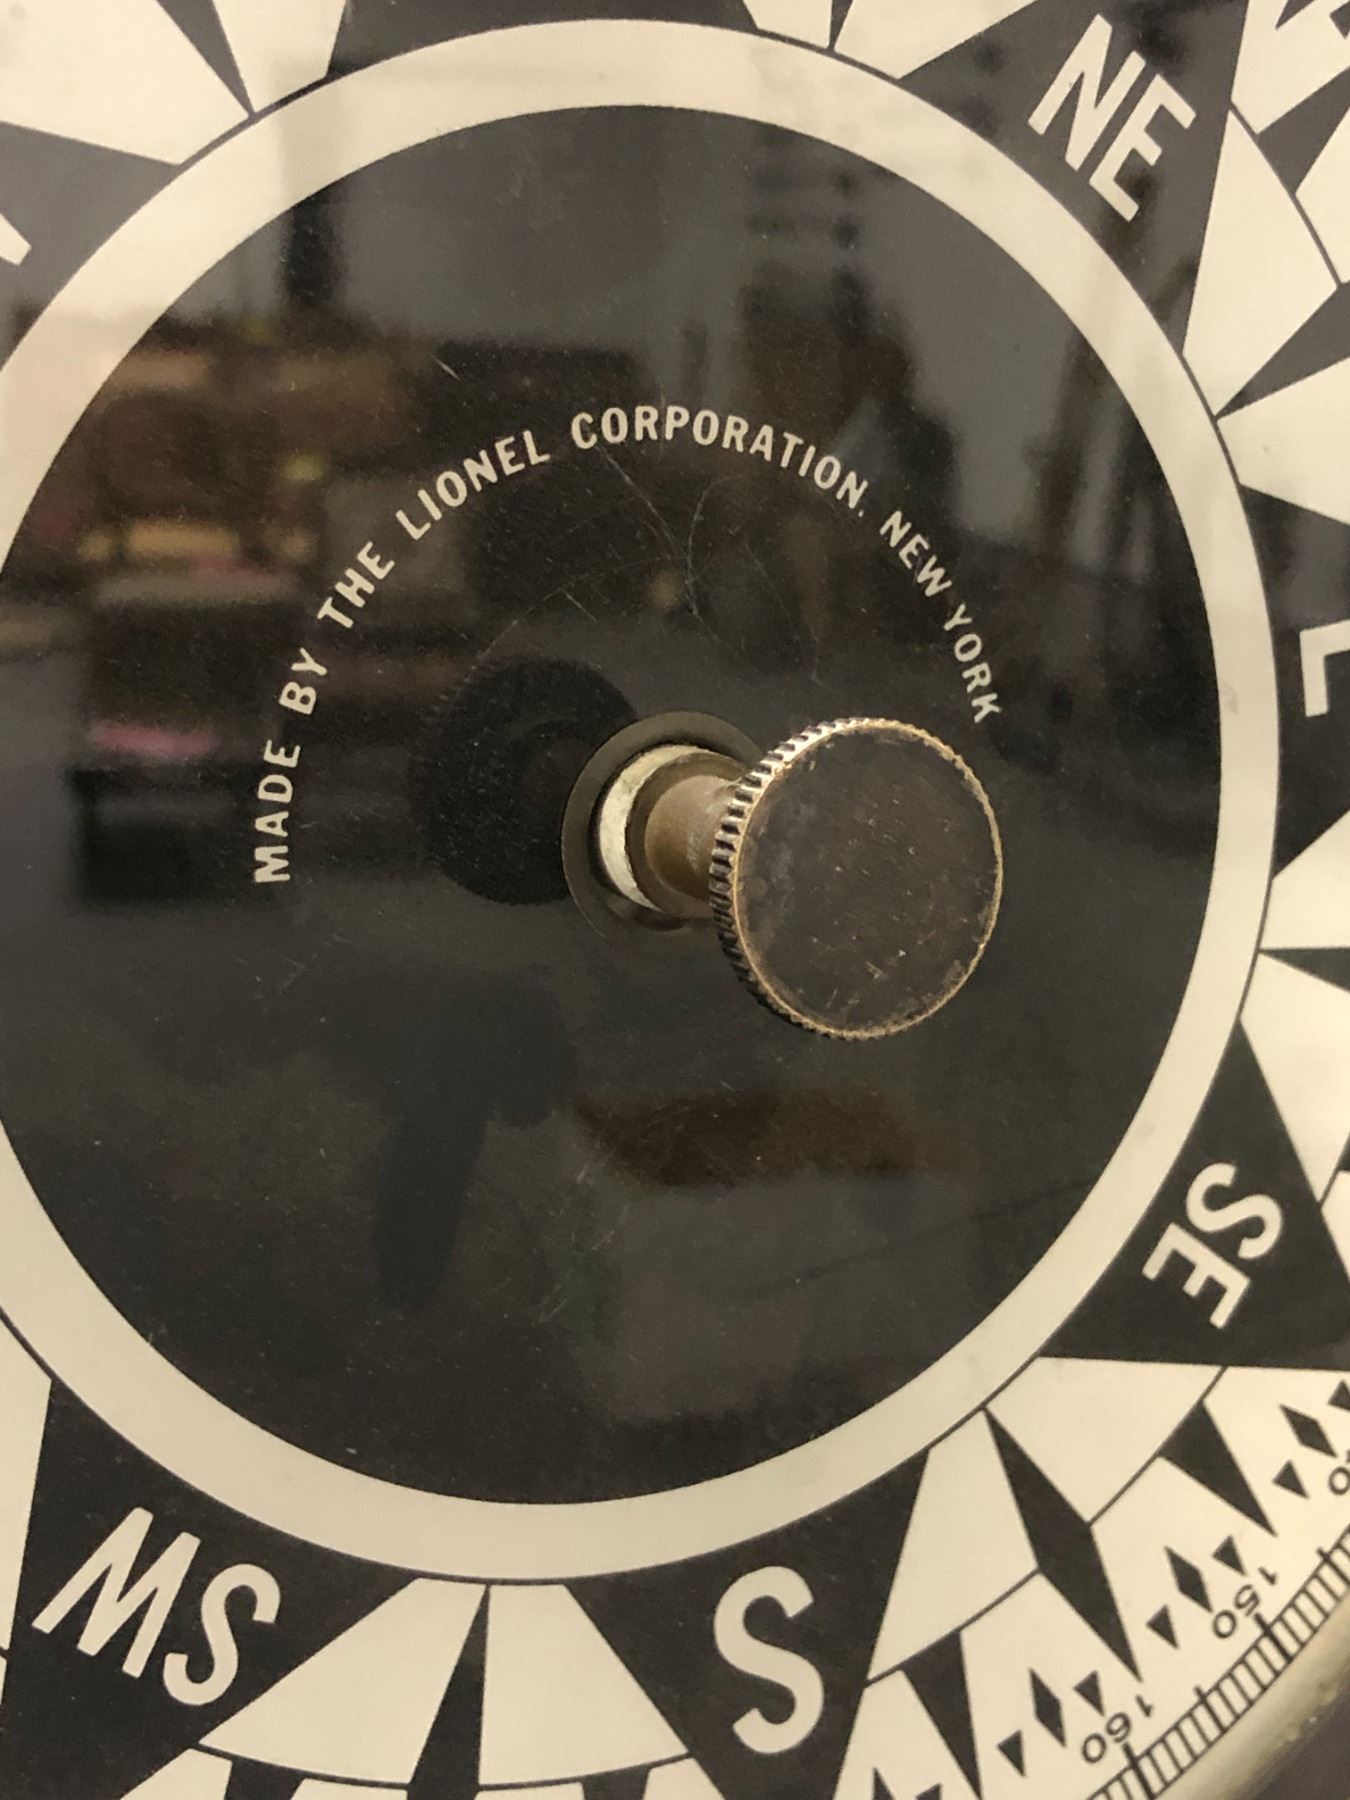 NE
MADE BY THE LIONEL CORPORATION. NEW YORK
SE
SW
S
150
160